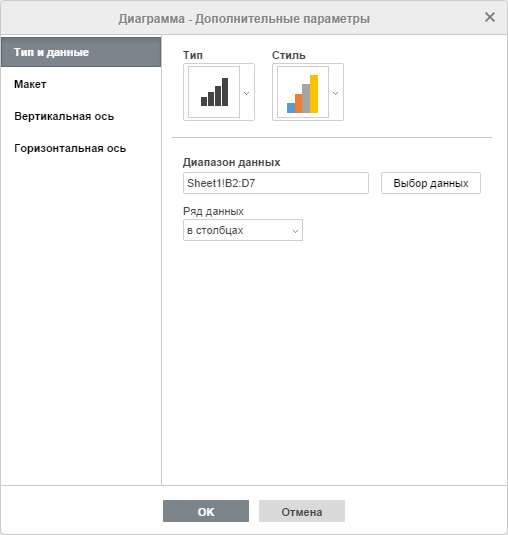 Диаграмма - Дополнительные параметры
Тип и данные
Макет
Вертикальная ось
Горизонтальная ось
Тип
Стиль
Диапазон данных
Sheet1!B2:D7
Выбор данных
Ряд данных
в столбцах
OK
Отмена